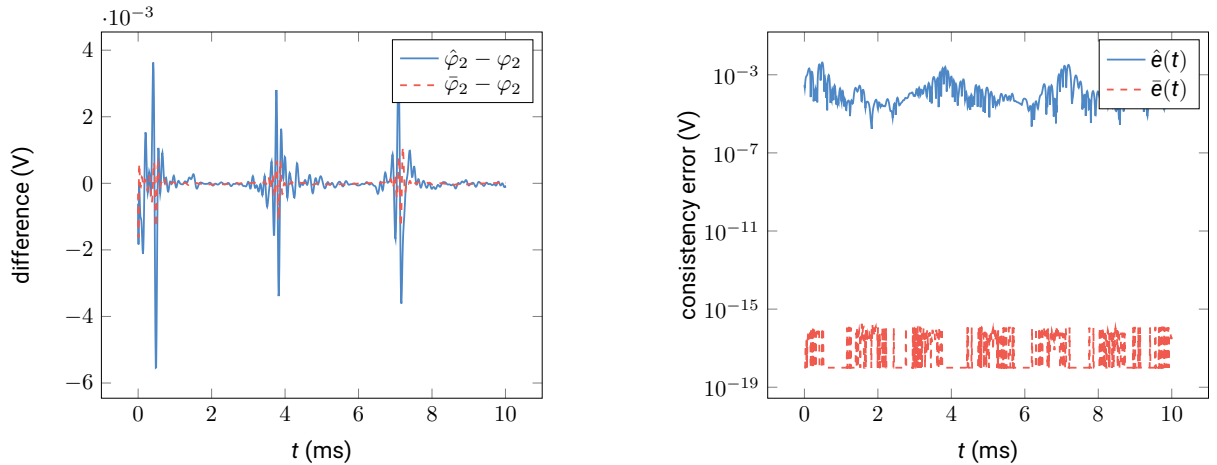 ·10⁻³
4
2
0
−2
−4
−6
difference (V)
0 2 4 6 8 10
t (ms)
φ̂₂ − φ₂
φ̄₂ − φ₂
10⁻³
10⁻⁷
10⁻¹¹
10⁻¹⁵
10⁻¹⁹
consistency error (V)
0 2 4 6 8 10
t (ms)
ê(t)
ē(t)